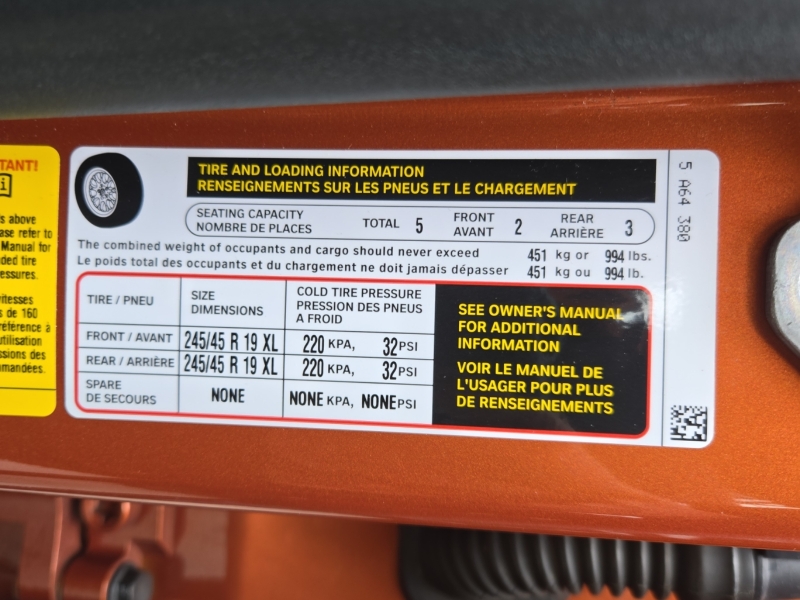 TANT!
i
s above
ase refer to
Manual for
ded tire
essures.
vitesses
s de 160
référence à
utilisation
ssions des
mandées.
TIRE AND LOADING INFORMATION
RENSEIGNEMENTS SUR LES PNEUS ET LE CHARGEMENT
SEATING CAPACITY
NOMBRE DE PLACES
TOTAL 5
FRONT
AVANT
2
REAR
ARRIÈRE
3
The combined weight of occupants and cargo should never exceed 451 kg or 994 lbs.
Le poids total des occupants et du chargement ne doit jamais dépasser 451 kg ou 994 lb.
TIRE / PNEU
SIZE
DIMENSIONS
COLD TIRE PRESSURE
PRESSION DES PNEUS
A FROID
FRONT / AVANT 245/45 R 19 XL 220 KPA, 32 PSI
REAR / ARRIÈRE 245/45 R 19 XL 220 KPA, 32 PSI
SPARE
DE SECOURS
NONE NONE KPA, NONE PSI
SEE OWNER'S MANUAL
FOR ADDITIONAL
INFORMATION
VOIR LE MANUEL DE
L'USAGER POUR PLUS
DE RENSEIGNEMENTS
5 A64 380